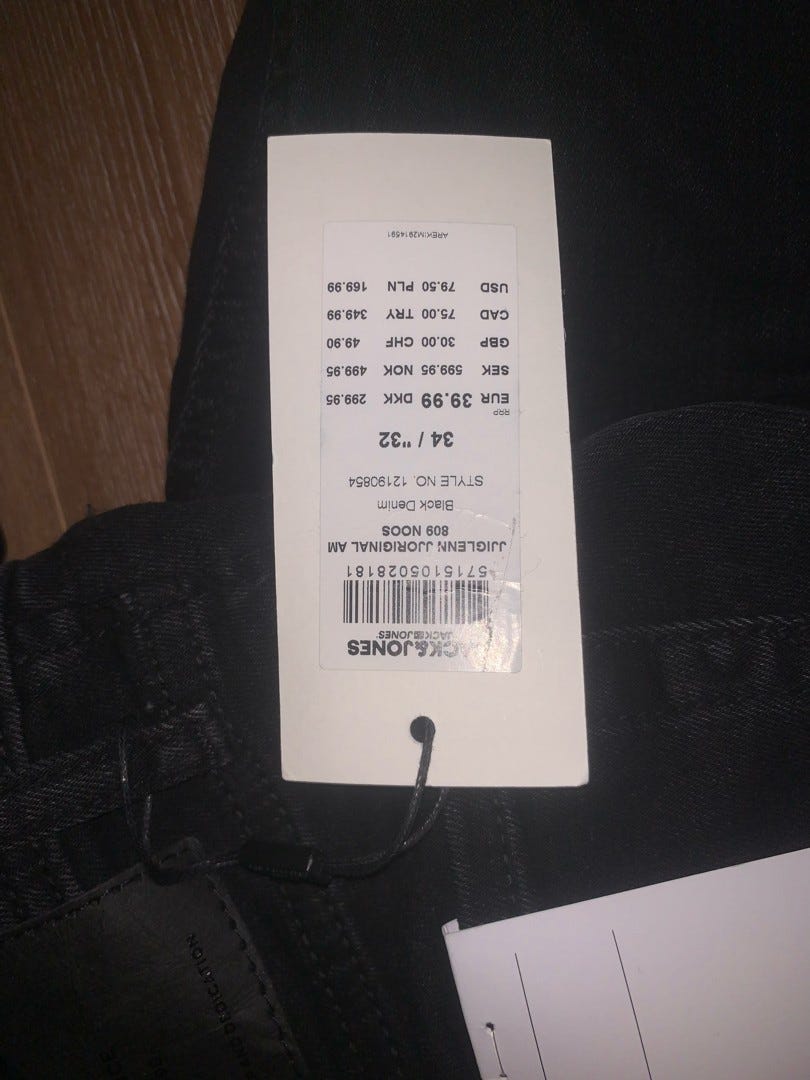 JACK&JONES
JACK&JONES
5715105028181
JJIGLENN JJORIGINAL AM
809 NOOS
Black Denim
STYLE NO. 12190854
34 / "32
RRP
EUR 39.99 DKK 299.95
SEK 599.95 NOK 499.95
GBP 30.00 CHF 49.90
CAD 75.00 TRY 349.99
USD 79.50 PLN 169.99
AREKIM2914591
AND DEDICATION